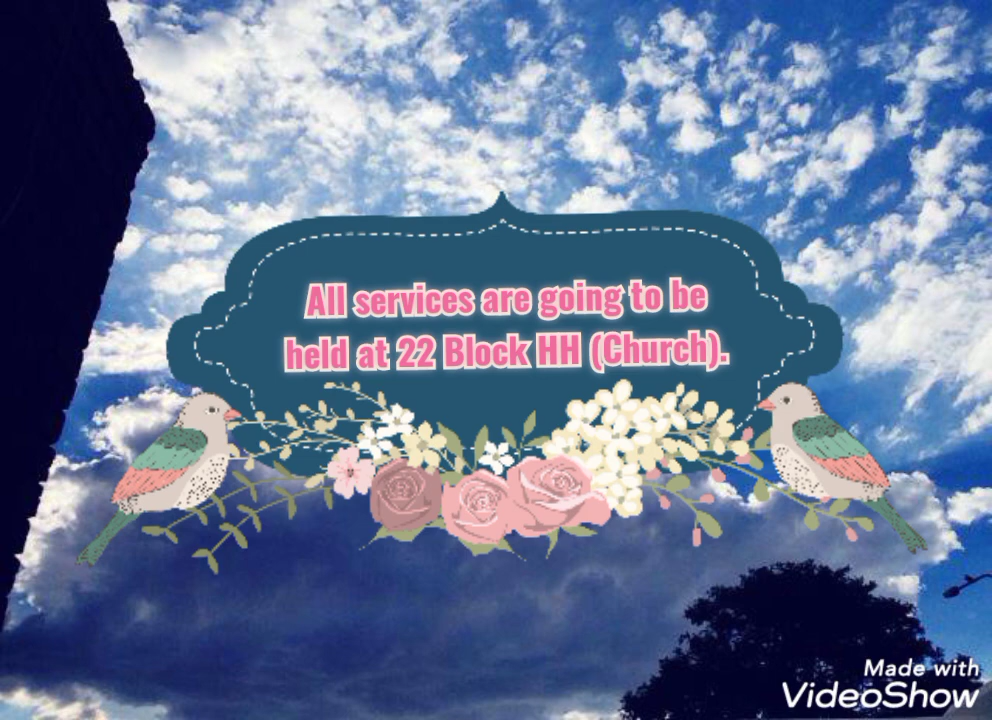 All services are going to be
held at 22 Block HH (Church).
Made with
VideoShow